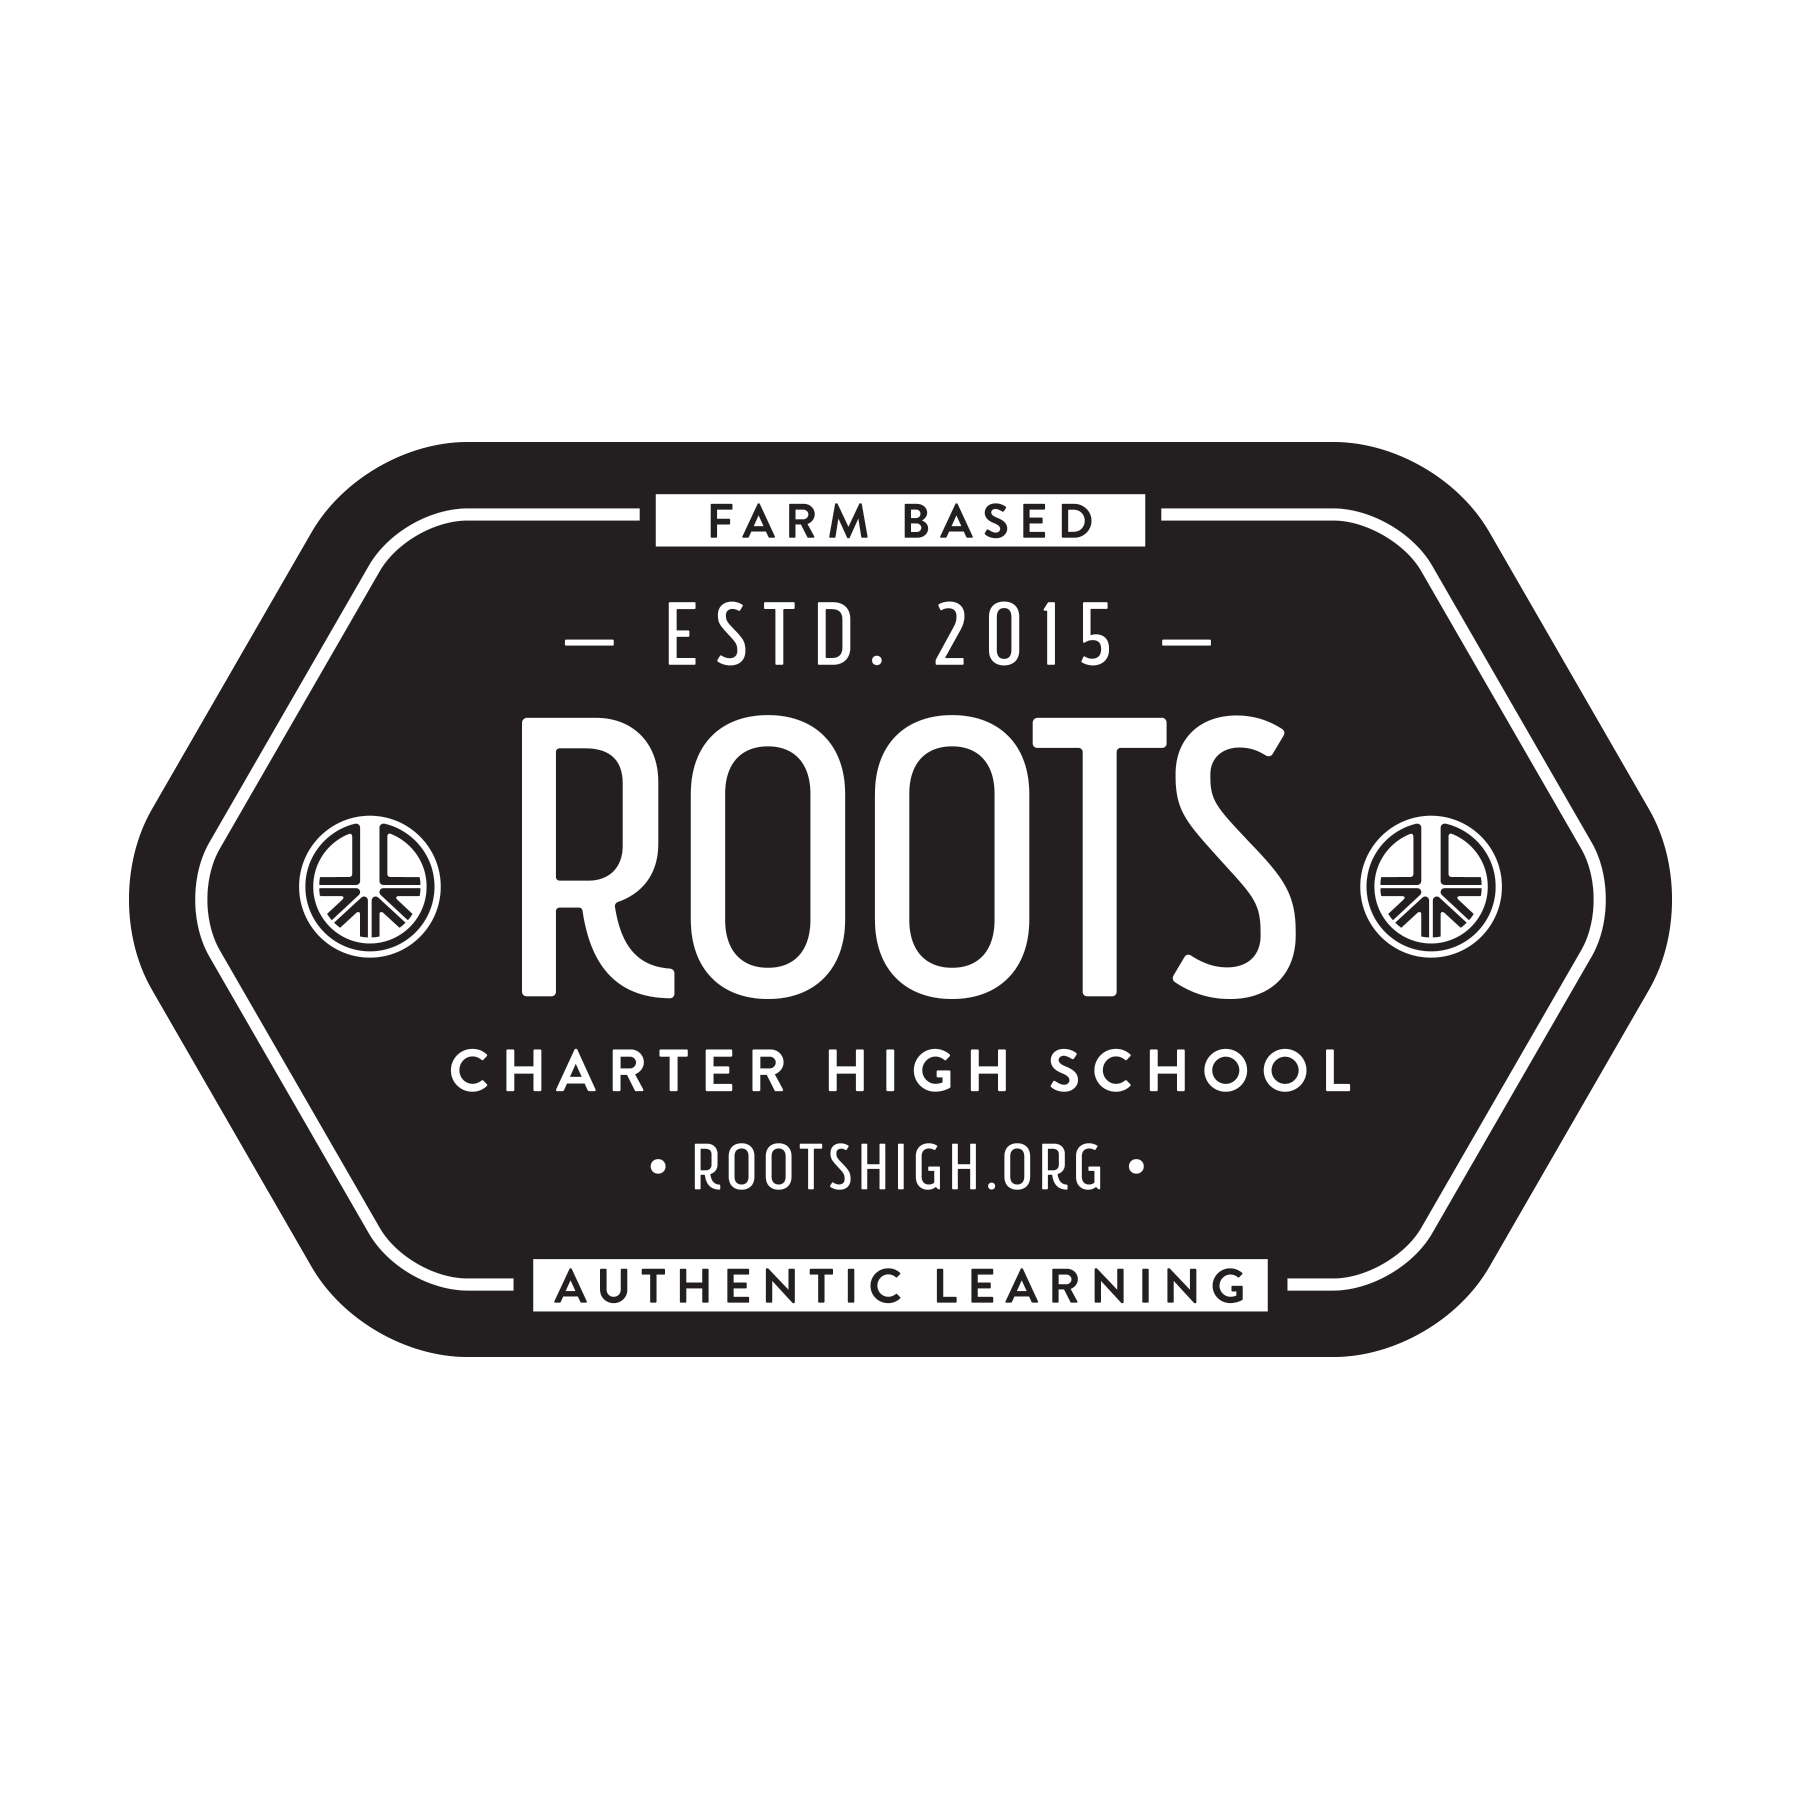 FARM BASED
— ESTD. 2015 —
ROOTS
CHARTER HIGH SCHOOL
• ROOTSHIGH.ORG •
AUTHENTIC LEARNING